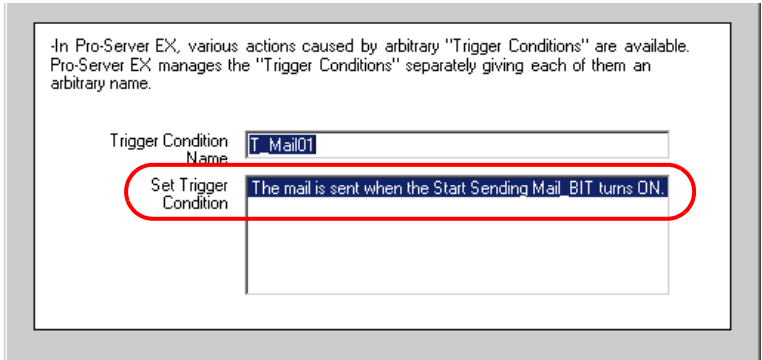 -In Pro-Server EX, various actions caused by arbitrary "Trigger Conditions" are available.
Pro-Server EX manages the "Trigger Conditions" separately giving each of them an
arbitrary name.
Trigger Condition
Name
T_Mail01
Set Trigger
Condition
The mail is sent when the Start Sending Mail_BIT turns ON.